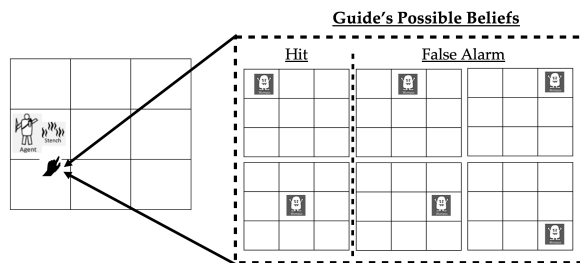 Guide's Possible Beliefs
Hit
False Alarm
Stench
Agent